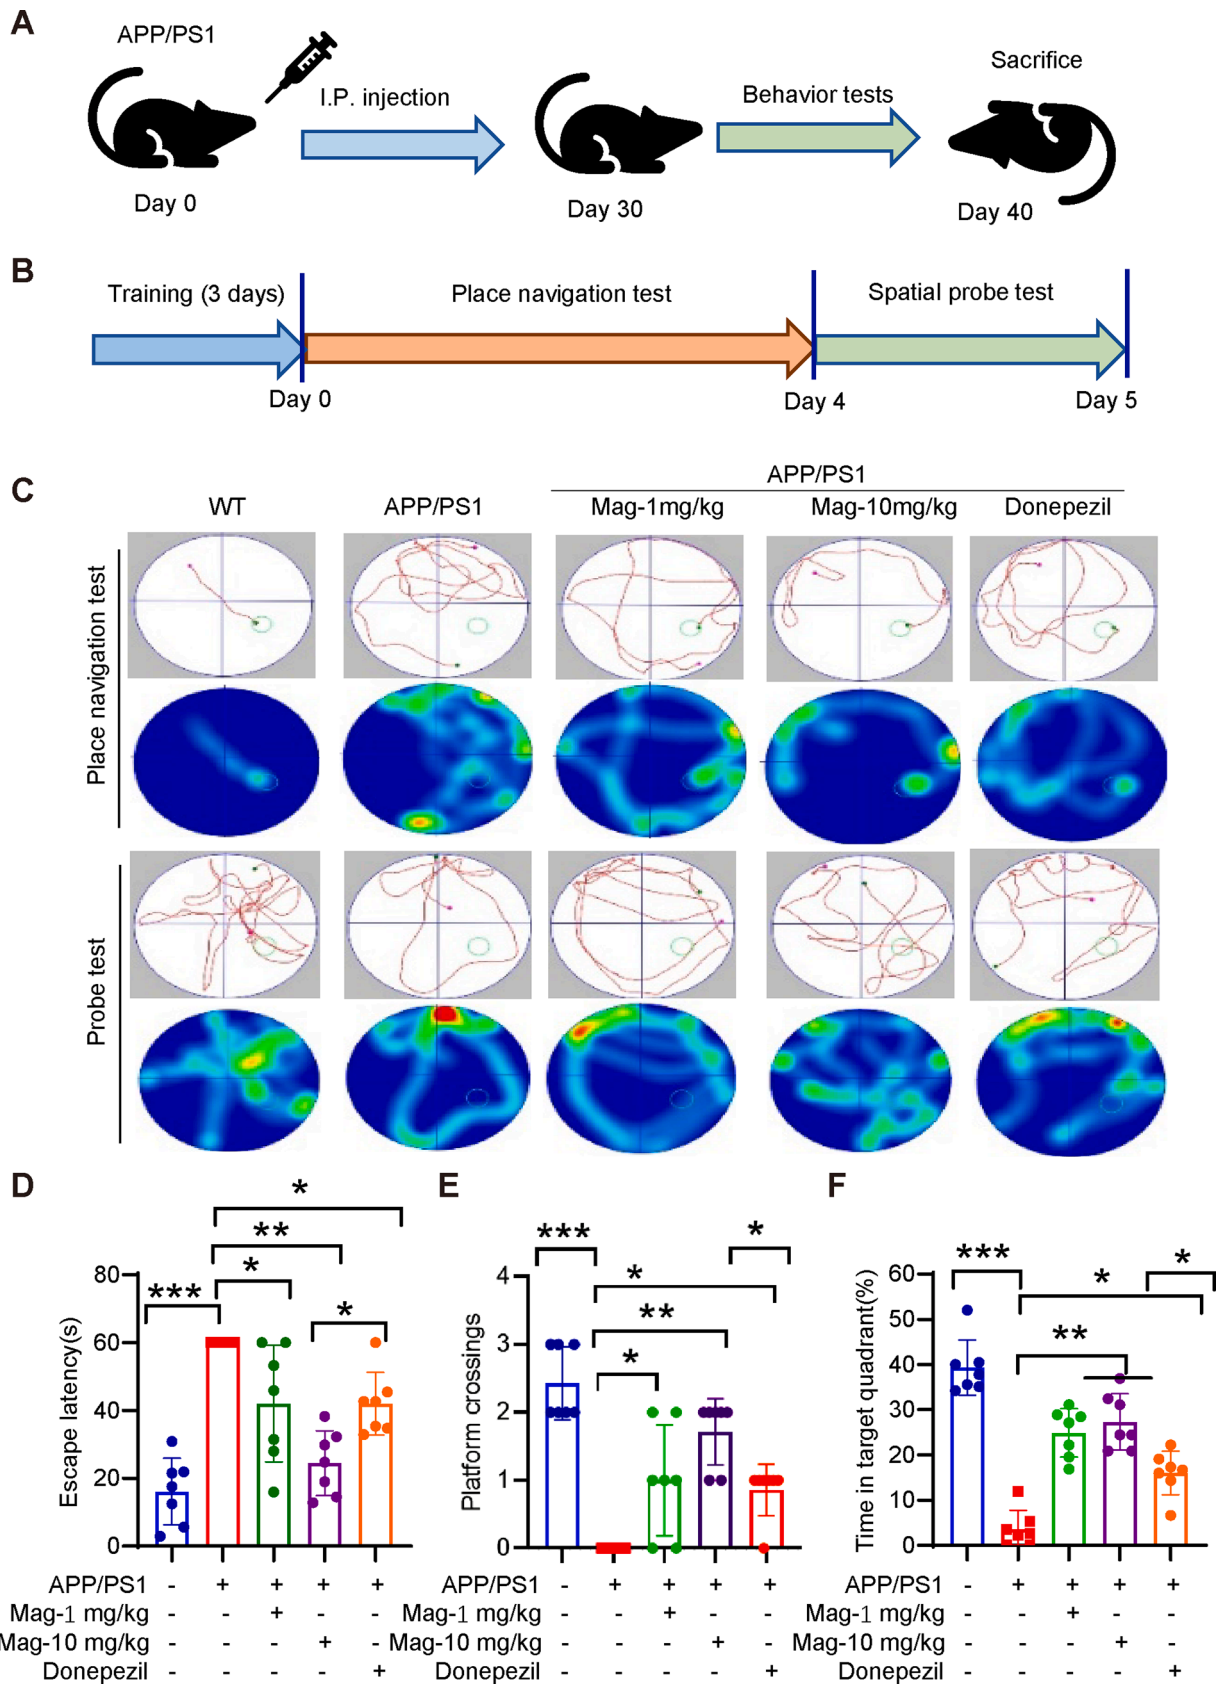 A
APP/PS1
I.P. injection
Behavior tests
Sacrifice
Day 0
Day 30
Day 40
B
Training (3 days)
Place navigation test
Spatial probe test
Day 0
Day 4
Day 5
C
APP/PS1
WT
APP/PS1
Mag-1mg/kg
Mag-10mg/kg
Donepezil
Place navigation test
Probe test
D
*
**
*
***
*
Escape latency(s)
80
60
40
20
0
APP/PS1 - + + + +
Mag-1 mg/kg - - + - -
Mag-10 mg/kg - - - + -
Donepezil - - - - +
E
***
*
*
**
*
Platform crossings
4
3
2
1
0
APP/PS1 - + + + +
Mag-1 mg/kg - - + - -
Mag-10 mg/kg - - - + -
Donepezil - - - - +
F
***
*
*
**
Time in target quadrant(%)
60
50
40
30
20
10
0
APP/PS1 - + + + +
Mag-1 mg/kg - - + - -
Mag-10 mg/kg - - - + -
Donepezil - - - - +